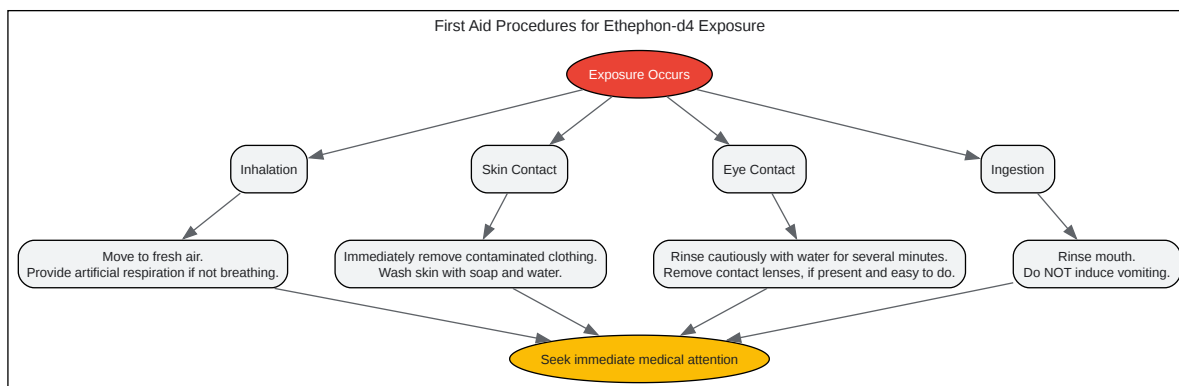 First Aid Procedures for Ethephon-d4 Exposure
Exposure Occurs
Inhalation
Skin Contact
Eye Contact
Ingestion
Move to fresh air.
Provide artificial respiration if not breathing.
Immediately remove contaminated clothing.
Wash skin with soap and water.
Rinse cautiously with water for several minutes.
Remove contact lenses, if present and easy to do.
Rinse mouth.
Do NOT induce vomiting.
Seek immediate medical attention